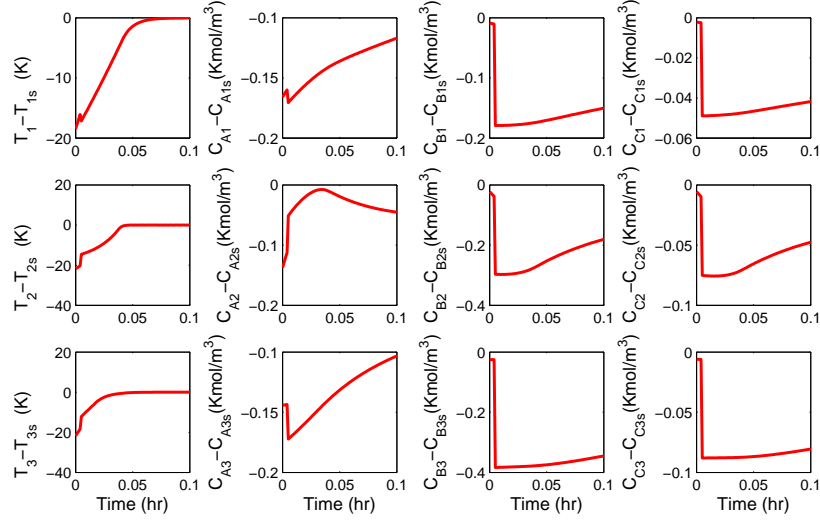 T1−T1s (K)
0
−10
−20
0 0.05 0.1
CA1−CA1s(Kmol/m3)
−0.1
−0.15
−0.2
0 0.05 0.1
CB1−CB1s(Kmol/m3)
0
−0.1
−0.2
0 0.05 0.1
CC1−CC1s(Kmol/m3)
0
−0.02
−0.04
−0.06
0 0.05 0.1
T2−T2s (K)
20
0
−20
−40
0 0.05 0.1
CA2−CA2s(Kmol/m3)
0
−0.1
−0.2
0 0.05 0.1
CB2−CB2s(Kmol/m3)
0
−0.2
−0.4
0 0.05 0.1
CC2−CC2s(Kmol/m3)
0
−0.05
−0.1
0 0.05 0.1
T3−T3s (K)
20
0
−20
−40
0 0.05 0.1
Time (hr)
CA3−CA3s(Kmol/m3)
−0.1
−0.15
−0.2
0 0.05 0.1
Time (hr)
CB3−CB3s(Kmol/m3)
0
−0.2
−0.4
0 0.05 0.1
Time (hr)
CC3−CC3s(Kmol/m3)
0
−0.05
−0.1
0 0.05 0.1
Time (hr)